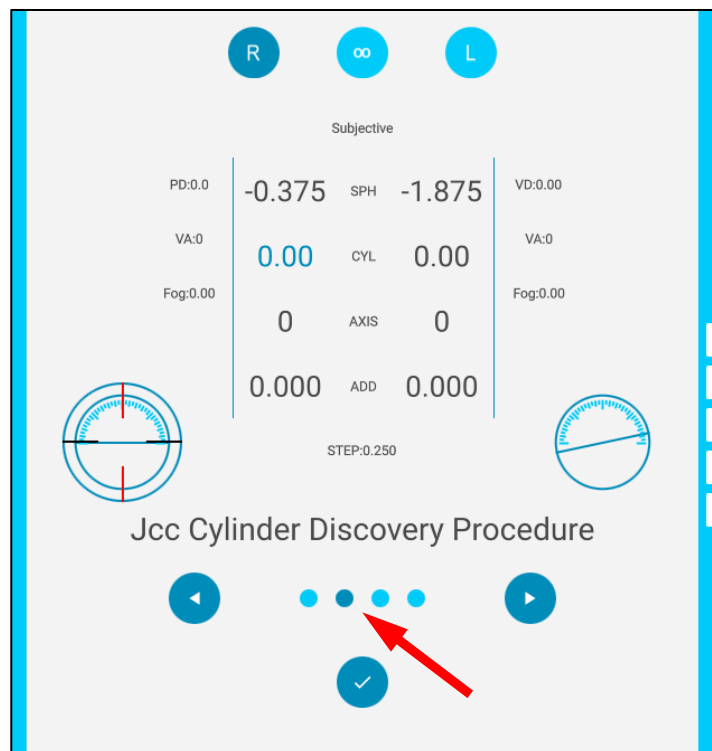 R ∞ L
Subjective
PD:0.0 -0.375 SPH -1.875 VD:0.00
VA:0 0.00 CYL 0.00 VA:0
Fog:0.00 0 AXIS 0 Fog:0.00
0.000 ADD 0.000
STEP:0.250
Jcc Cylinder Discovery Procedure